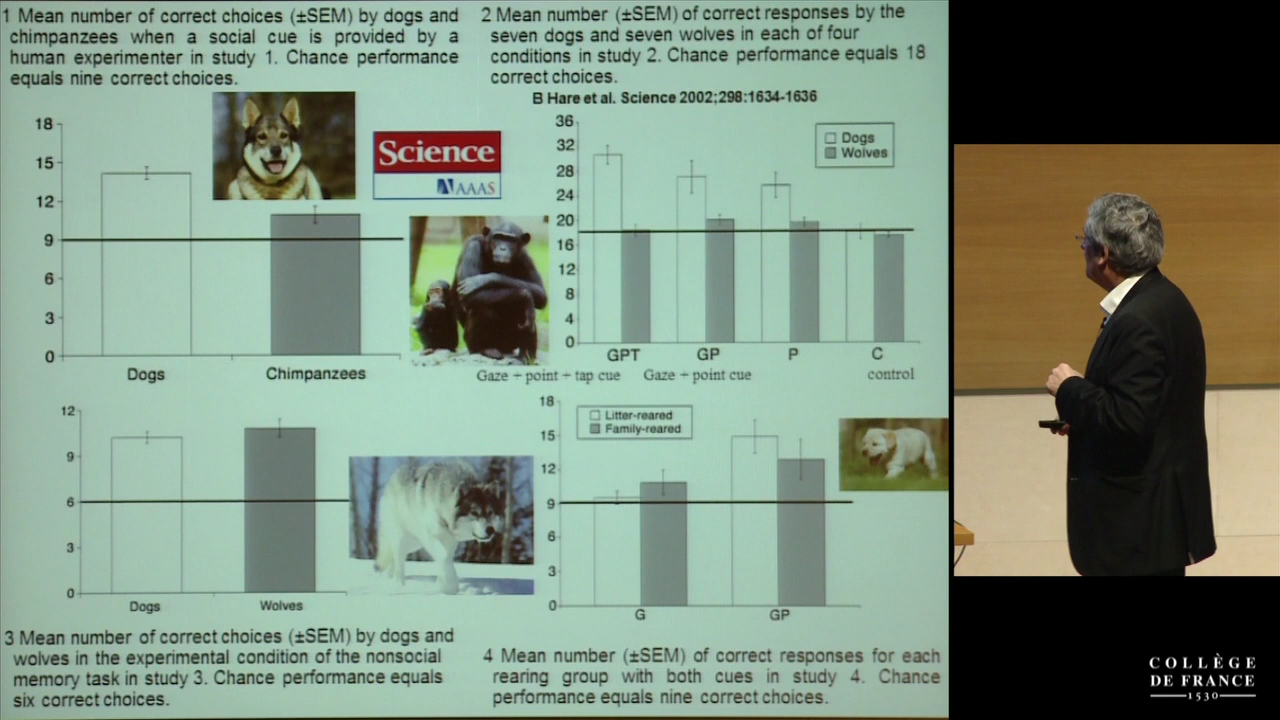 1 Mean number of correct choices (±SEM) by dogs and
chimpanzees when a social cue is provided by a
human experimenter in study 1. Chance performance
equals nine correct choices.
2 Mean number (±SEM) of correct responses by the
seven dogs and seven wolves in each of four
conditions in study 2. Chance performance equals 18
correct choices.
B Hare et al. Science 2002;298:1634-1636
18
15
12
9
6
3
0
Dogs
Chimpanzees
Science
AAAS
36
32
28
24
20
16
12
8
4
0
Dogs
Wolves
GPT
GP
P
C
Gaze + point + tap cue
Gaze + point cue
control
12
9
6
3
0
Dogs
Wolves
18
15
12
9
6
3
0
Litter-reared
Family-reared
G
GP
3 Mean number of correct choices (±SEM) by dogs and
wolves in the experimental condition of the nonsocial
memory task in study 3. Chance performance equals
six correct choices.
4 Mean number (±SEM) of correct responses for each
rearing group with both cues in study 4. Chance
performance equals nine correct choices.
COLLÈGE
DE FRANCE
1530